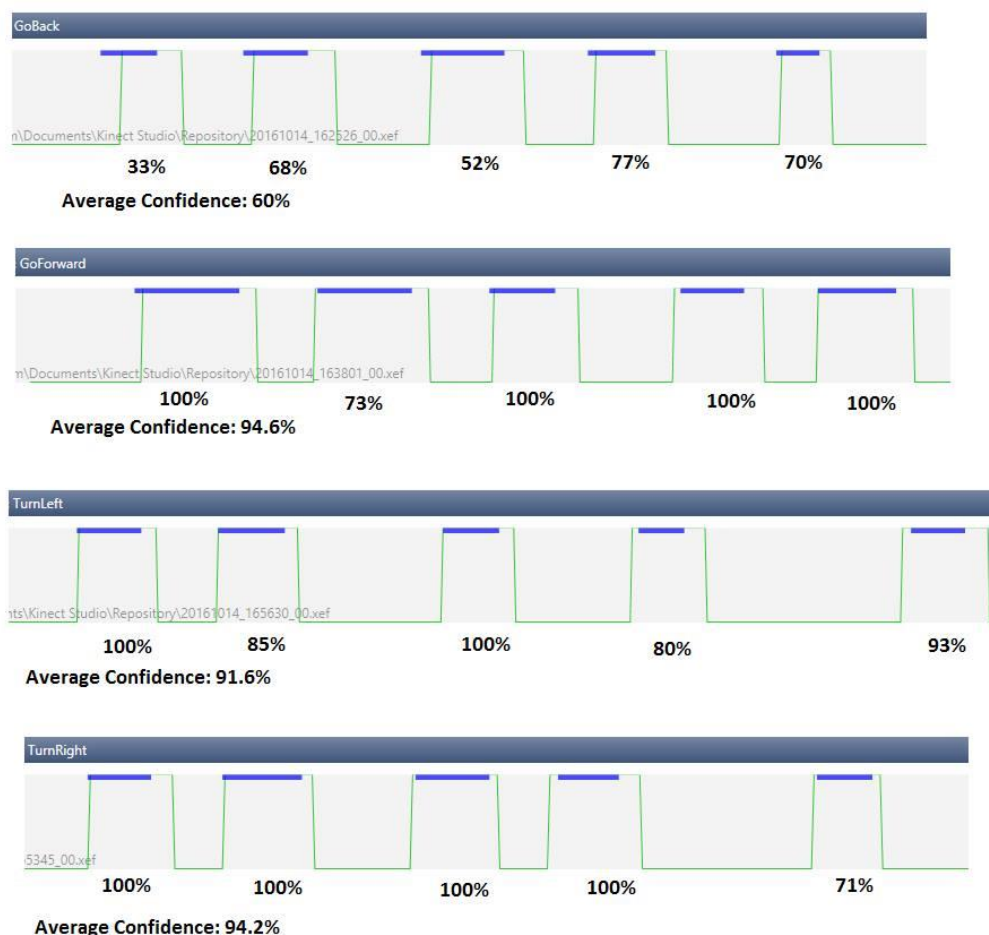 GoBack
n\Documents\Kinect Studio\Repository\20161014_162526_00.xef
33% 68% 52% 77% 70%
Average Confidence: 60%
GoForward
m\Documents\Kinect Studio\Repository\20161014_163801_00.xef
100% 73% 100% 100% 100%
Average Confidence: 94.6%
TurnLeft
nts\Kinect Studio\Repository\20161014_165630_00.xef
100% 85% 100% 80% 93%
Average Confidence: 91.6%
TurnRight
5345_00.xef
100% 100% 100% 100% 71%
Average Confidence: 94.2%